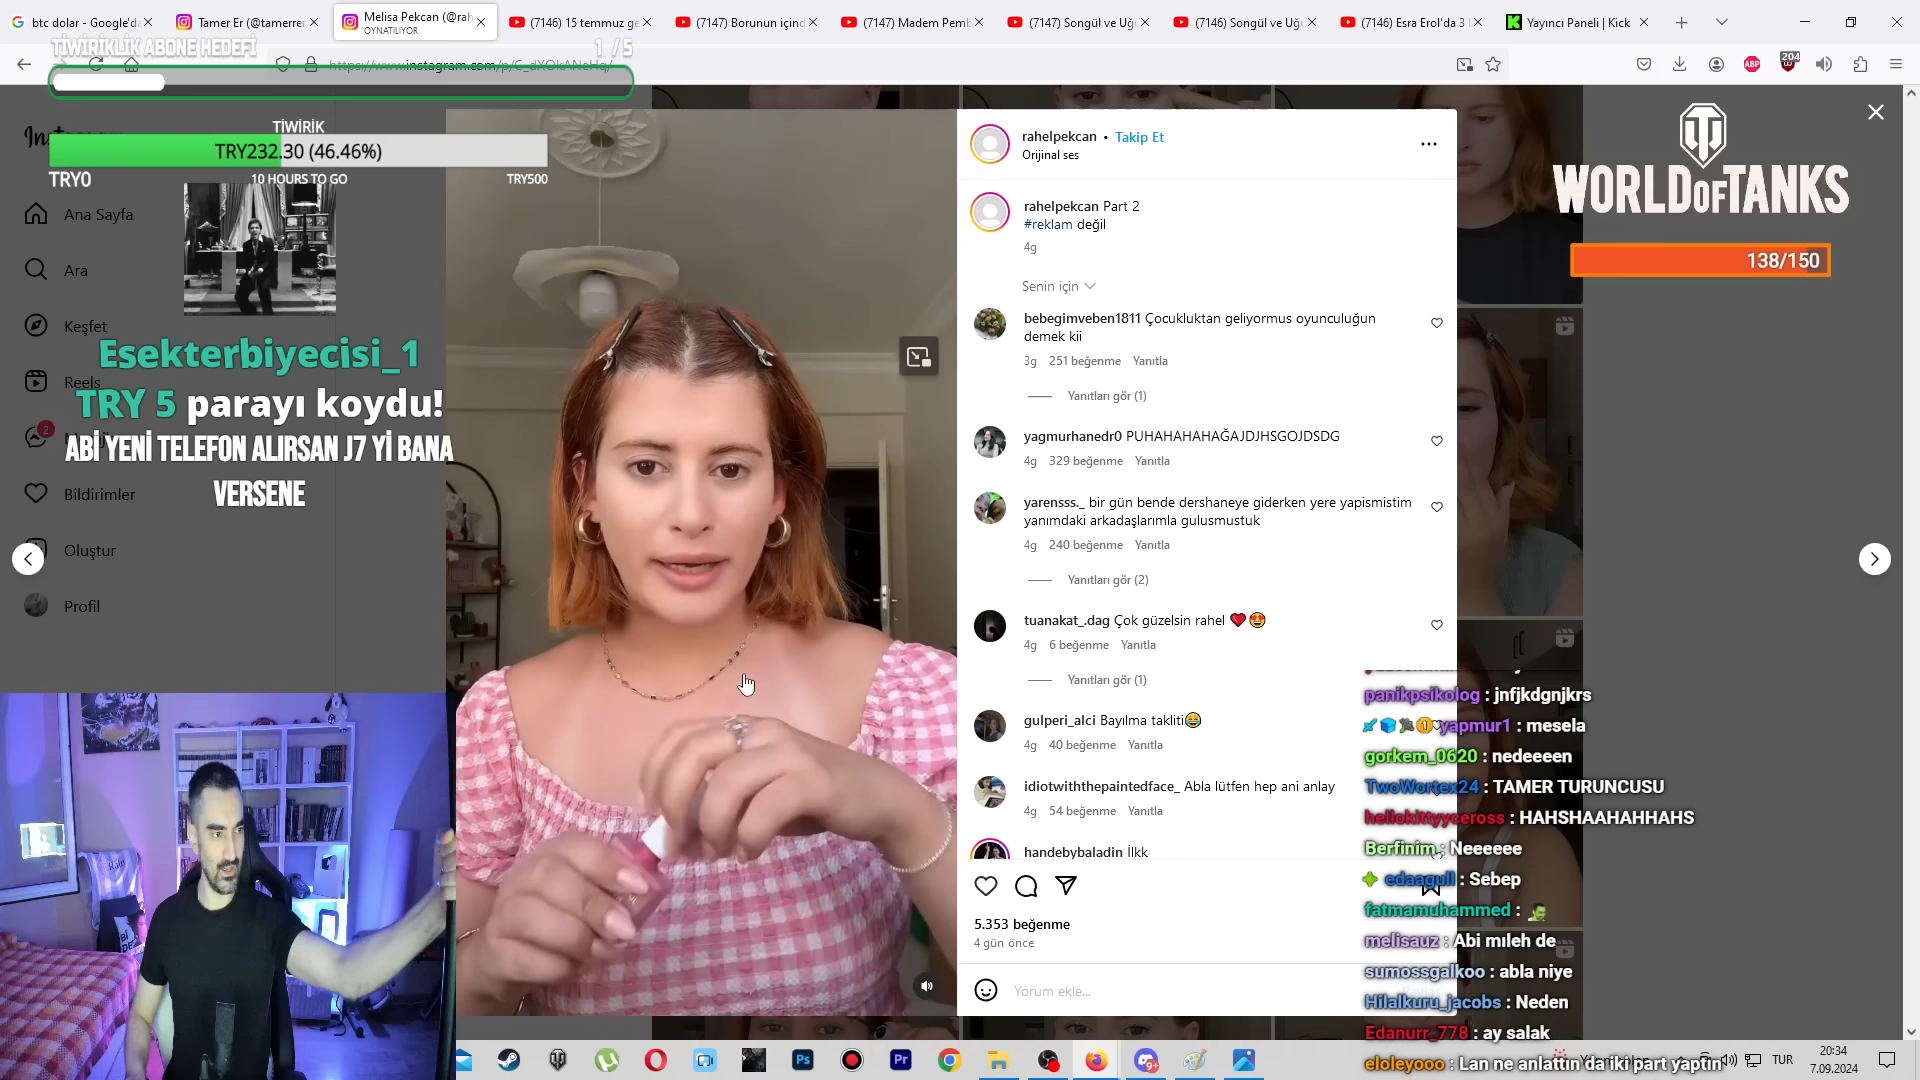 btc dolar - Google'da
Tamer Er (@tamerrer
Melisa Pekcan (@rah
OYNATILIYOR
(7146) 15 temmuz ge
(7147) Borunun içind
(7147) Madem Pemb
(7147) Songül ve Uğu
(7146) Songül ve Uğu
(7146) Esra Erol'da 3
Yayıncı Paneli | Kick
TİWİRİKLİK ABONE HEDEFİ
1 / 5
204
ABP
TİWİRİK
TRY232.30 (46.46%)
TRY0
10 HOURS TO GO
TRY500
Ana Sayfa
Ara
Keşfet
Reels
2
Bildirimler
Oluştur
Profil
Esekterbiyecisi_1
TRY 5 parayı koydu!
ABİ YENİ TELEFON ALIRSAN J7 Yİ BANA
VERSENE
rahelpekcan • Takip Et
Orijinal ses
rahelpekcan Part 2
#reklam değil
4g
Senin için
bebegimveben1811 Çocukluktan geliyormus oyunculuğun
demek kii
3g 251 beğenme Yanıtla
Yanıtları gör (1)
yagmurhanedr0 PUHAHAHAHAĞAJDJHSGOJDSDG
4g 329 beğenme Yanıtla
yarensss._ bir gün bende dershaneye giderken yere yapismistim
yanımdaki arkadaşlarımla gulusmustuk
4g 240 beğenme Yanıtla
Yanıtları gör (2)
tuanakat_.dag Çok güzelsin rahel ❤️😍
4g 6 beğenme Yanıtla
Yanıtları gör (1)
gulperi_alci Bayılma takliti😂
4g 40 beğenme Yanıtla
idiotwiththepaintedface_ Abla lütfen hep ani anlay
4g 54 beğenme Yanıtla
handebybaladin İlkk
5.353 beğenme
4 gün önce
Yorum ekle...
WORLD OF TANKS
138/150
panikpsikolog : jnfjkdgnjkrs
yapmur1 : mesela
gorkem_0620 : nedeeeen
TwoWortex24 : TAMER TURUNCUSU
hellokittyyceross : HAHSHAAHAHHAHS
Berfinim. : Neeeeee
edaagull : Sebep
fatmamuhammed :
melisauz : Abi mıleh de
sumossgalkoo : abla niye
Hilalkuru_jacobs : Neden
Edanurr_778 : ay salak
eloleyooo : Lan ne anlattın da iki part yaptın
Ps
Pr
9+
TUR
20:34
7.09.2024